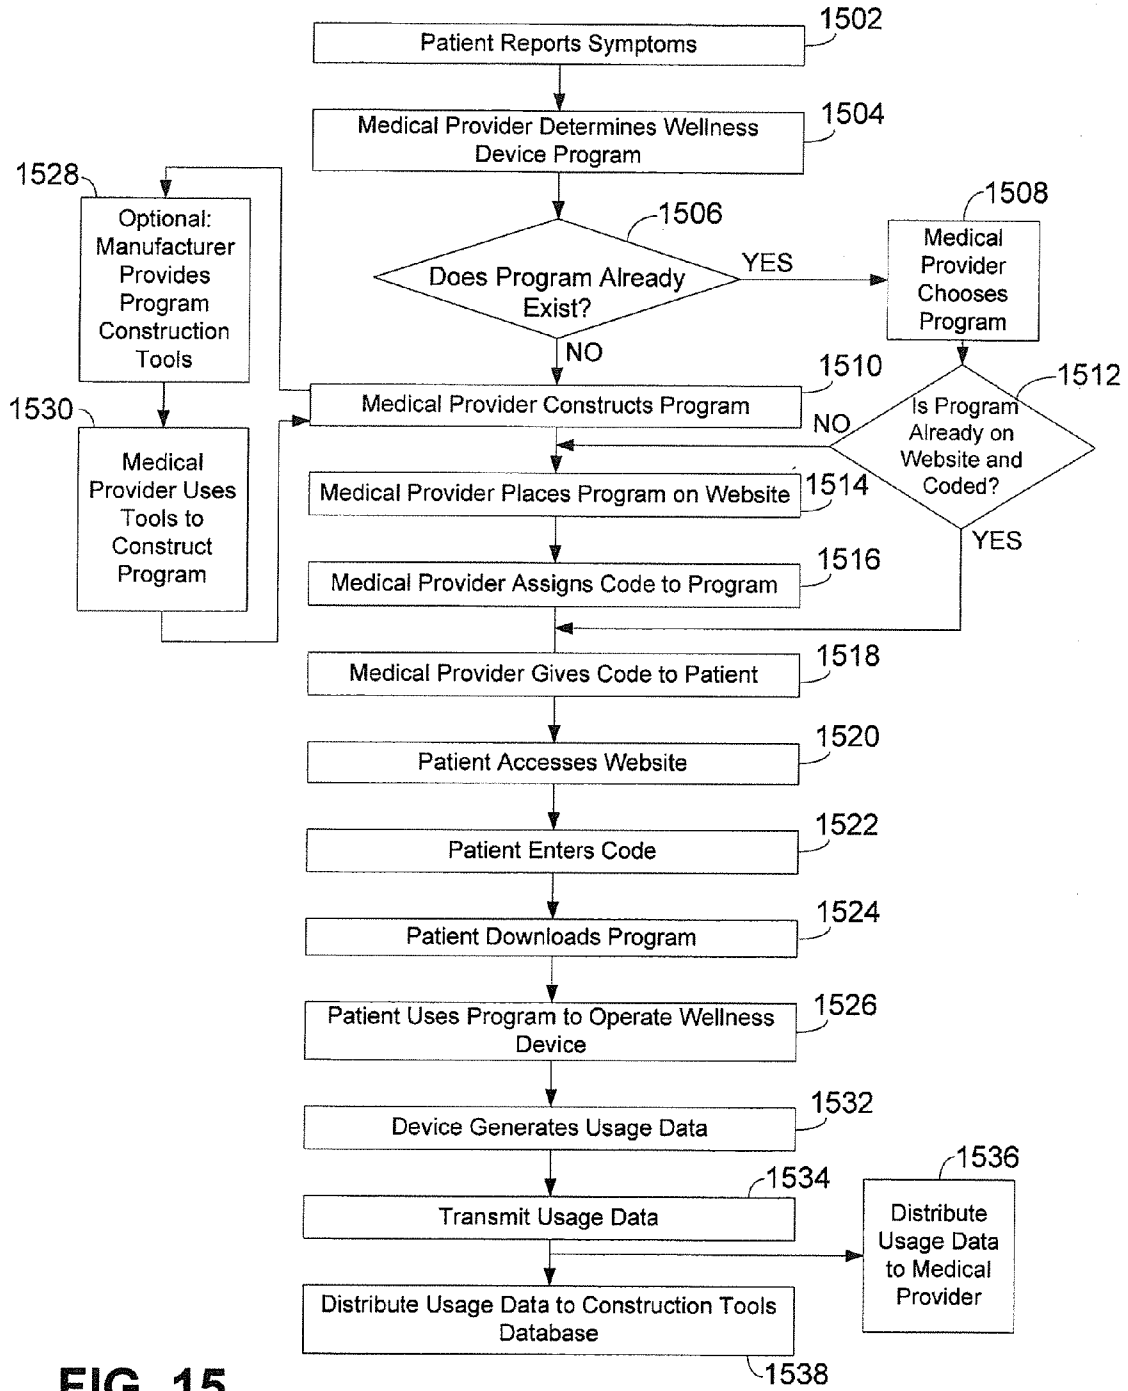 1502
Patient Reports Symptoms
1504
Medical Provider Determines Wellness
Device Program
1528
Optional:
Manufacturer
Provides
Program
Construction
Tools
1506
Does Program Already
Exist?
YES
NO
1508
Medical
Provider
Chooses
Program
1510
Medical Provider Constructs Program
1512
Is Program
Already on
Website and
Coded?
NO
YES
1530
Medical
Provider Uses
Tools to
Construct
Program
Medical Provider Places Program on Website
1514
1516
Medical Provider Assigns Code to Program
1518
Medical Provider Gives Code to Patient
1520
Patient Accesses Website
1522
Patient Enters Code
1524
Patient Downloads Program
1526
Patient Uses Program to Operate Wellness
Device
1532
Device Generates Usage Data
1534
Transmit Usage Data
1536
Distribute
Usage Data
to Medical
Provider
Distribute Usage Data to Construction Tools
Database
1538
FIG. 15